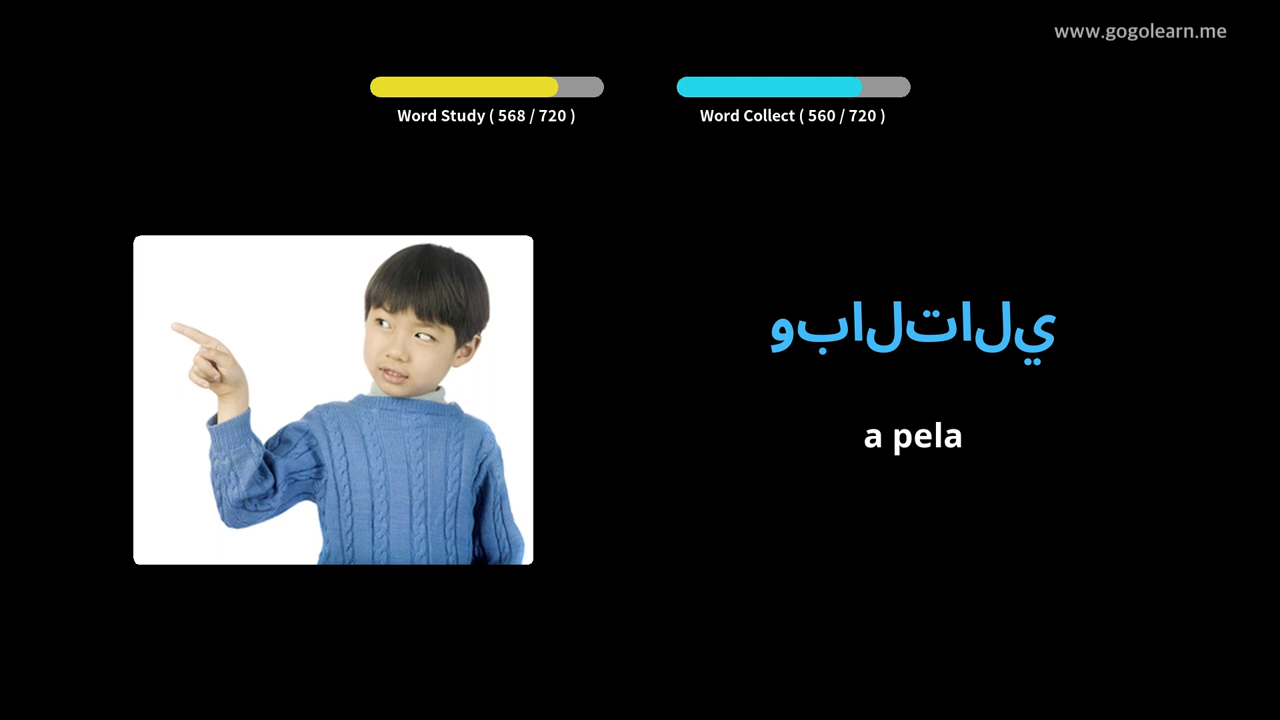 www.gogolearn.me
Word Study ( 568 / 720 )
Word Collect ( 560 / 720 )
وبالتالي
a pela